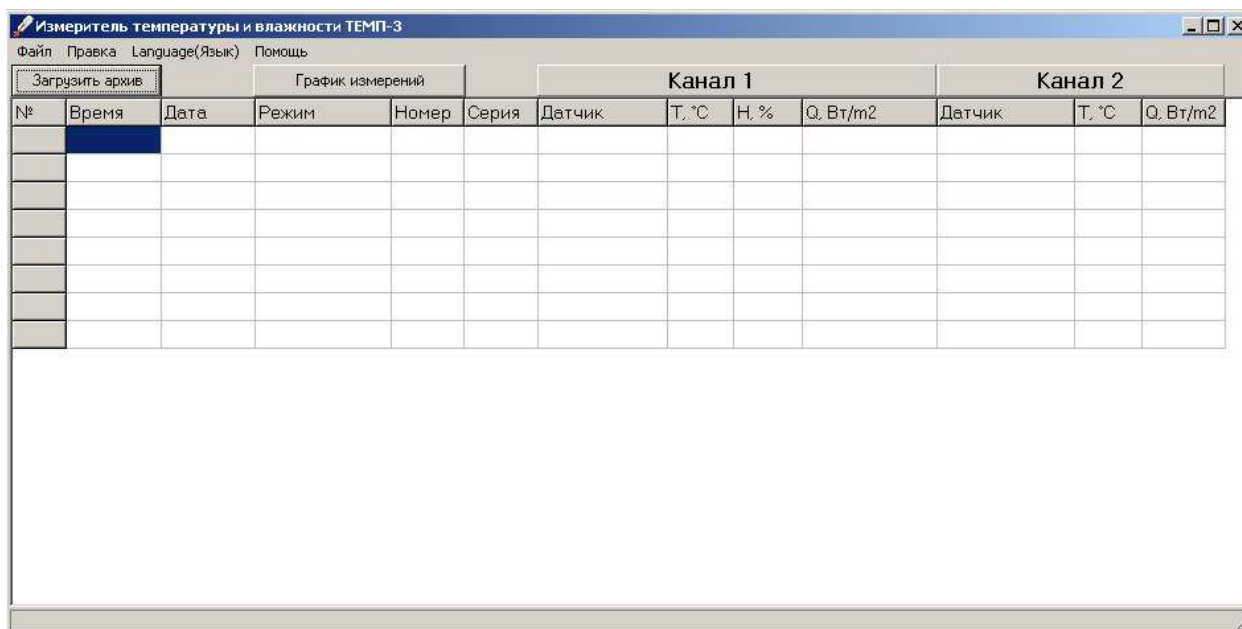 Измеритель температуры и влажности ТЕМП-3
Файл Правка Language(Язык) Помощь
Загрузить архив График измерений Канал 1 Канал 2
№ Время Дата Режим Номер Серия Датчик T, °C H, % Q, Вт/m2 Датчик T, °C Q, Вт/m2